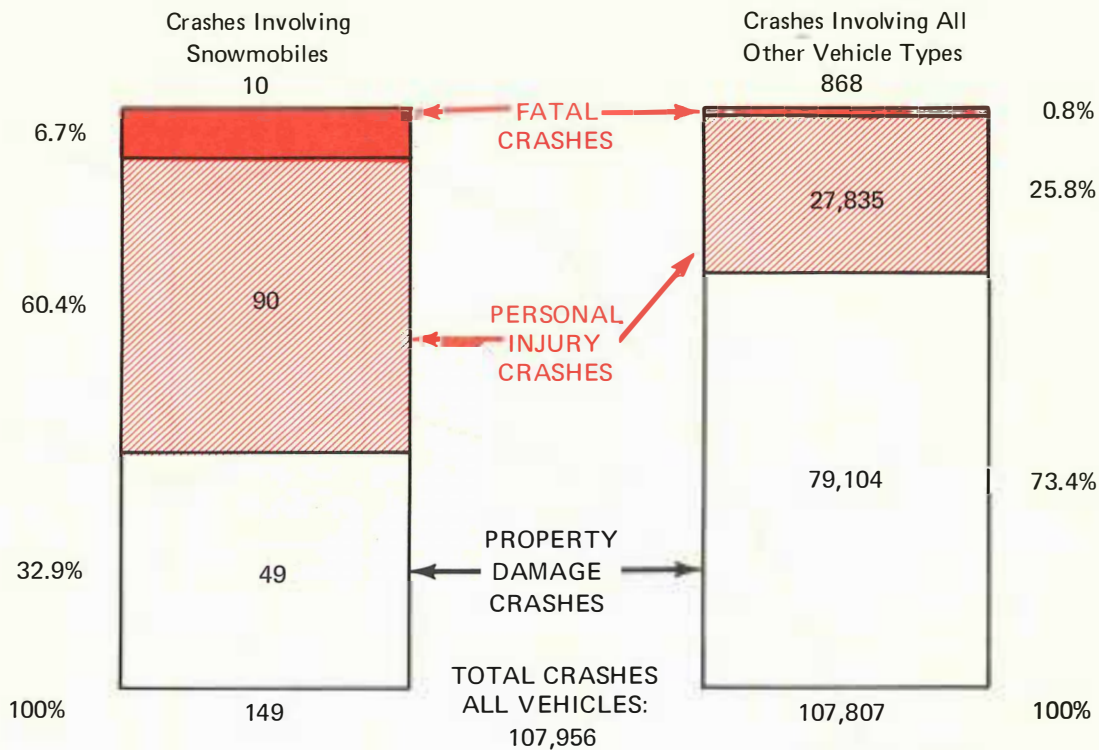 Crashes Involving
Snowmobiles
10
Crashes Involving All
Other Vehicle Types
868
6.7%
FATAL
CRASHES
0.8%
27,835
25.8%
60.4%
90
PERSONAL
INJURY
CRASHES
79,104
73.4%
32.9%
49
PROPERTY
DAMAGE
CRASHES
100%
149
TOTAL CRASHES
ALL VEHICLES:
107,956
107,807
100%